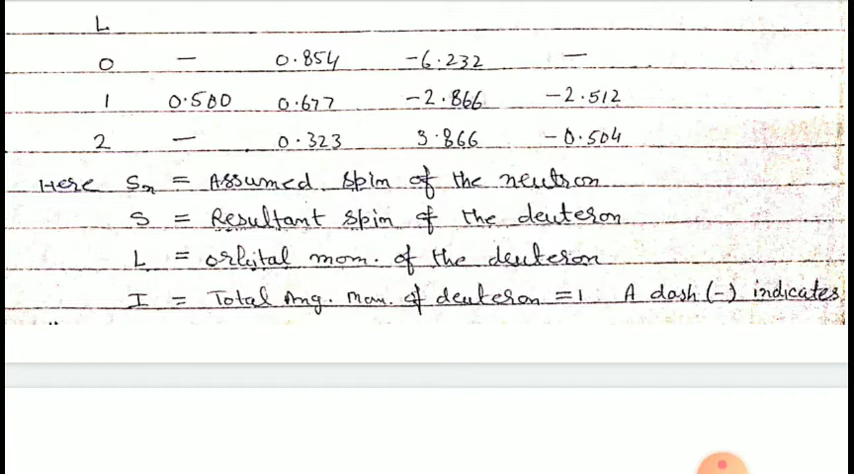 L
0 — 0.854 -6.232 —
1 0.500 0.677 -2.866 -2.512
2 — 0.323 3.866 -0.504
Here Sn = Assumed spin of the neutron
S = Resultant spin of the deuteron
L = orbital mom. of the deuteron
I = Total Ang. Mom. of deuteron = 1. A dash (-) indicates